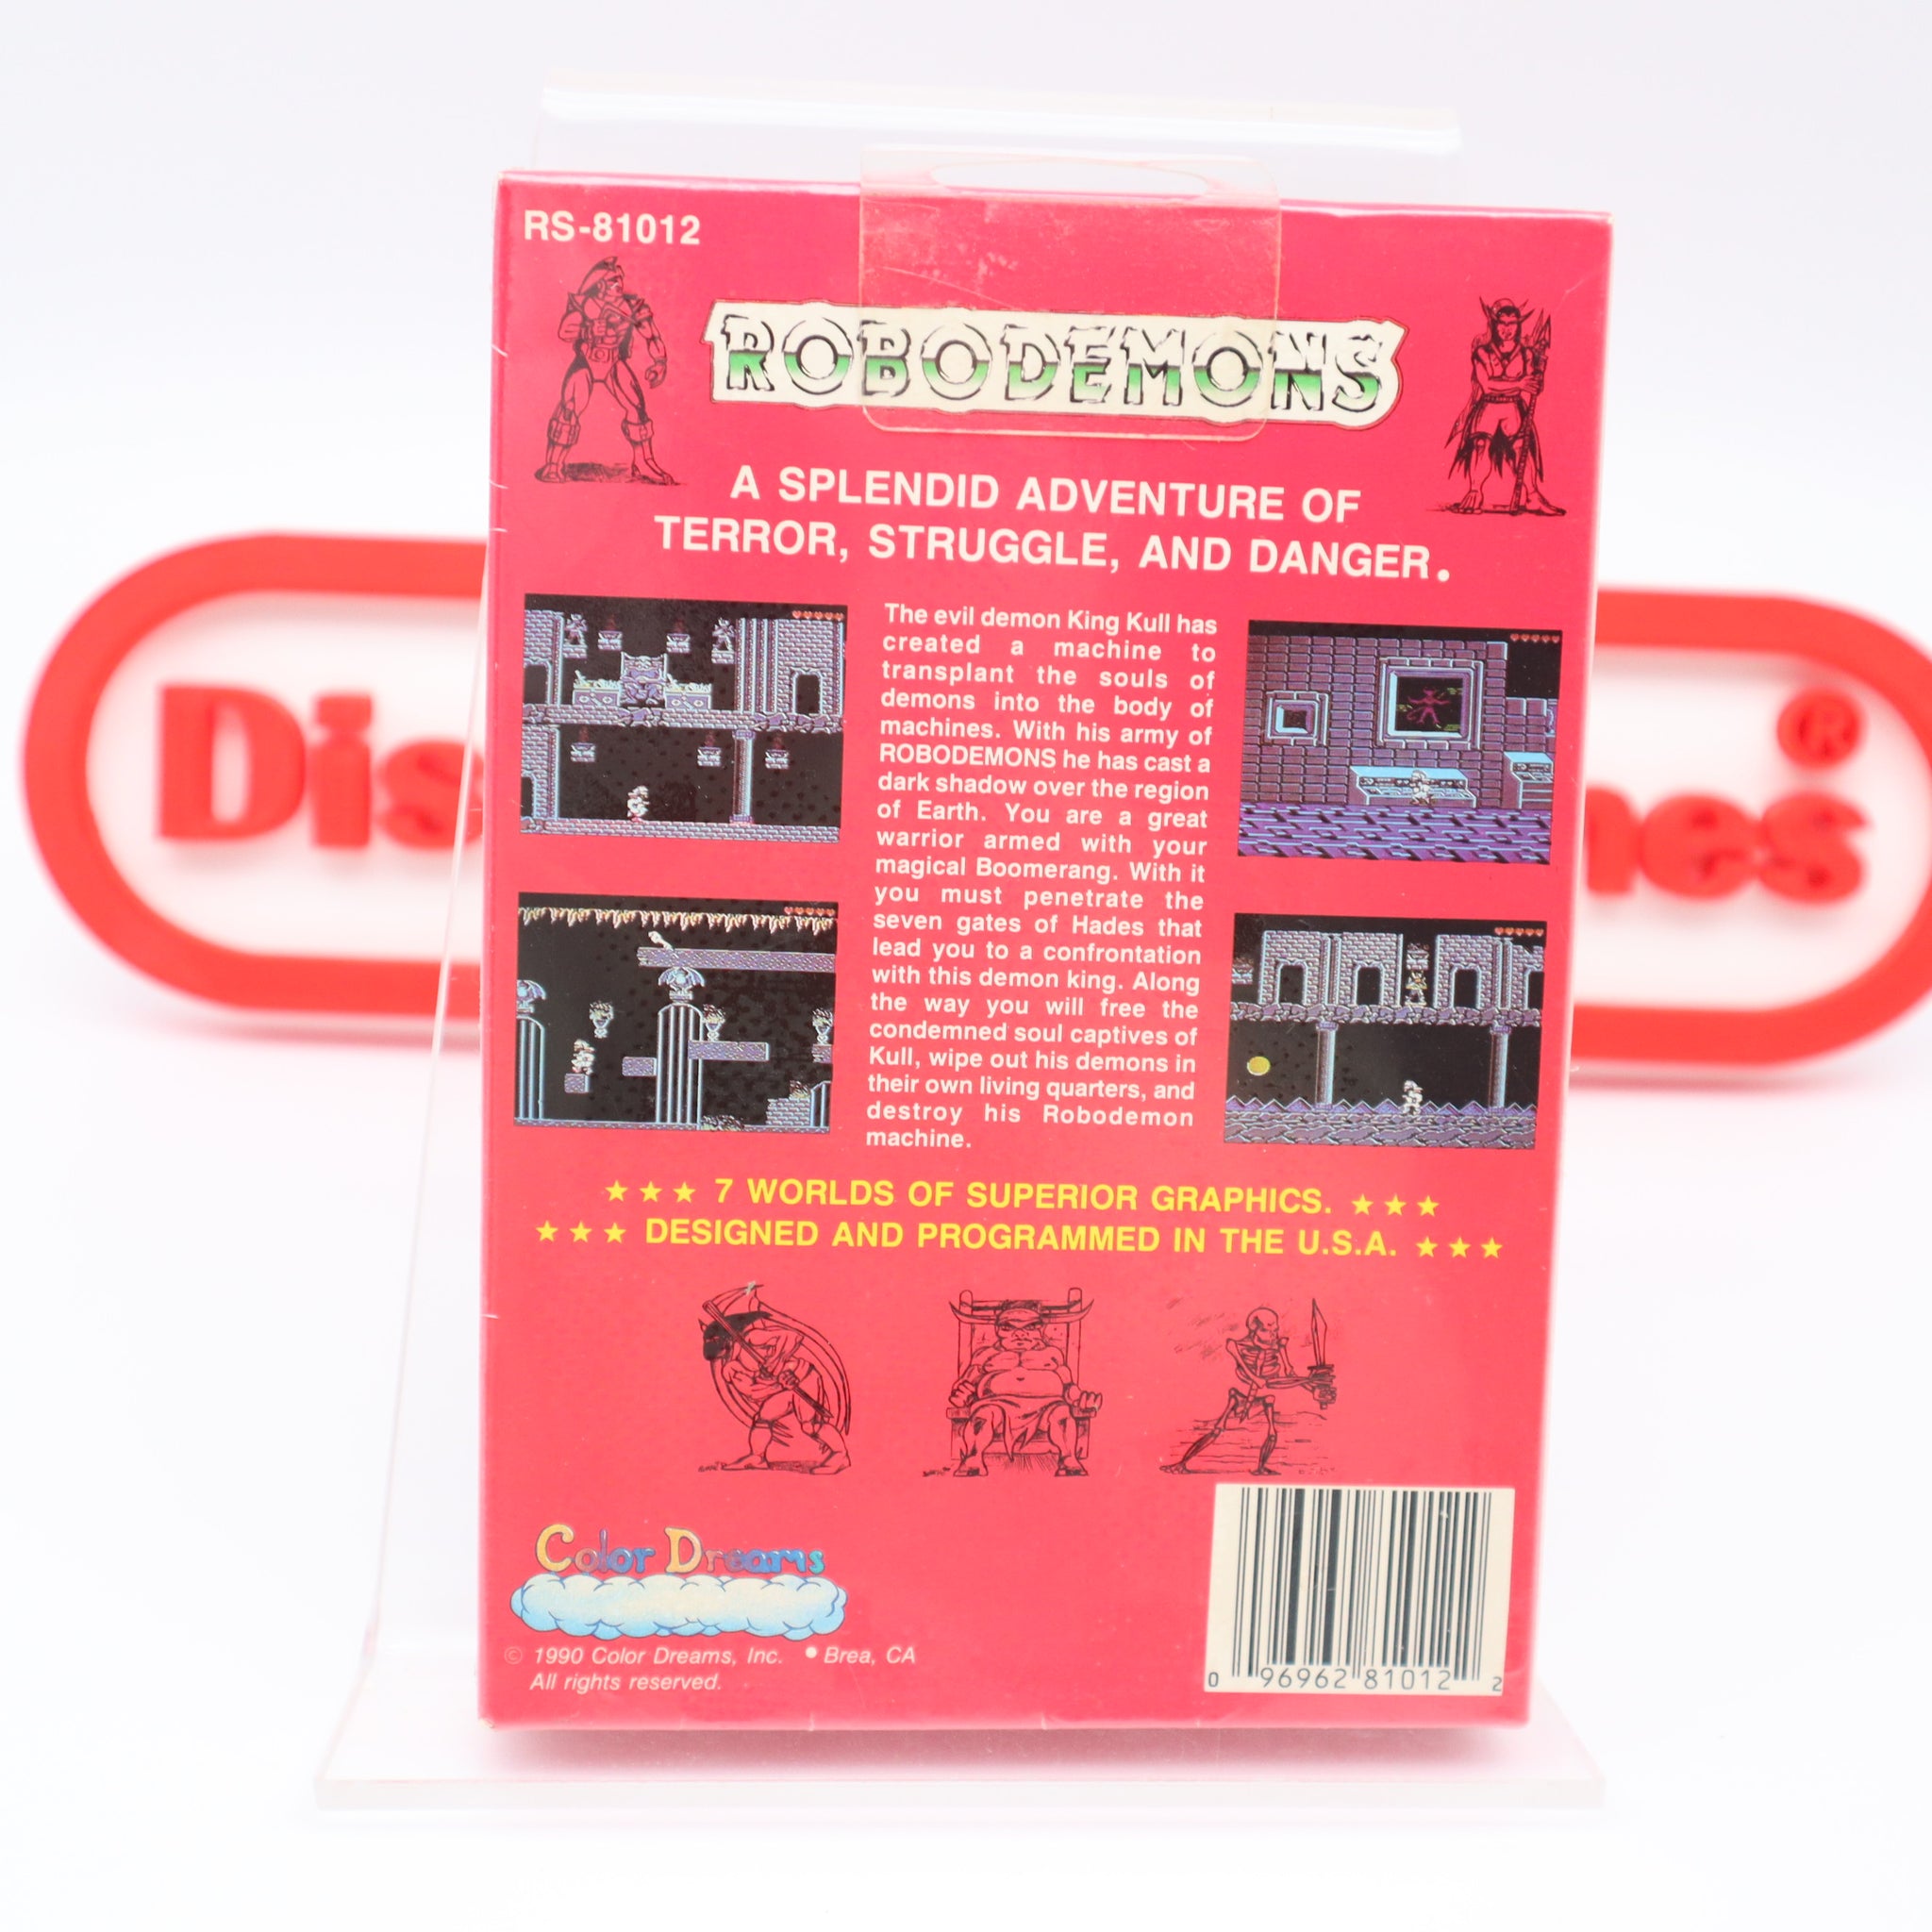 RS-81012
ROBODEMONS
A SPLENDID ADVENTURE OF
TERROR, STRUGGLE, AND DANGER.
The evil demon King Kull has
created a machine to
transplant the souls of
demons into the body of
machines. With his army of
ROBODEMONS he has cast a
dark shadow over the region
of Earth. You are a great
warrior armed with your
magical Boomerang. With it
you must penetrate the
seven gates of Hades that
lead you to a confrontation
with this demon king. Along
the way you will free the
condemned soul captives of
Kull, wipe out his demons in
their own living quarters, and
destroy his Robodemon
machine.
★ ★ ★ 7 WORLDS OF SUPERIOR GRAPHICS. ★ ★ ★
★ ★ ★ DESIGNED AND PROGRAMMED IN THE U.S.A. ★ ★ ★
Color Dreams
© 1990 Color Dreams, Inc. • Brea, CA
All rights reserved.
0 96962 81012 2
Dis
nes ®